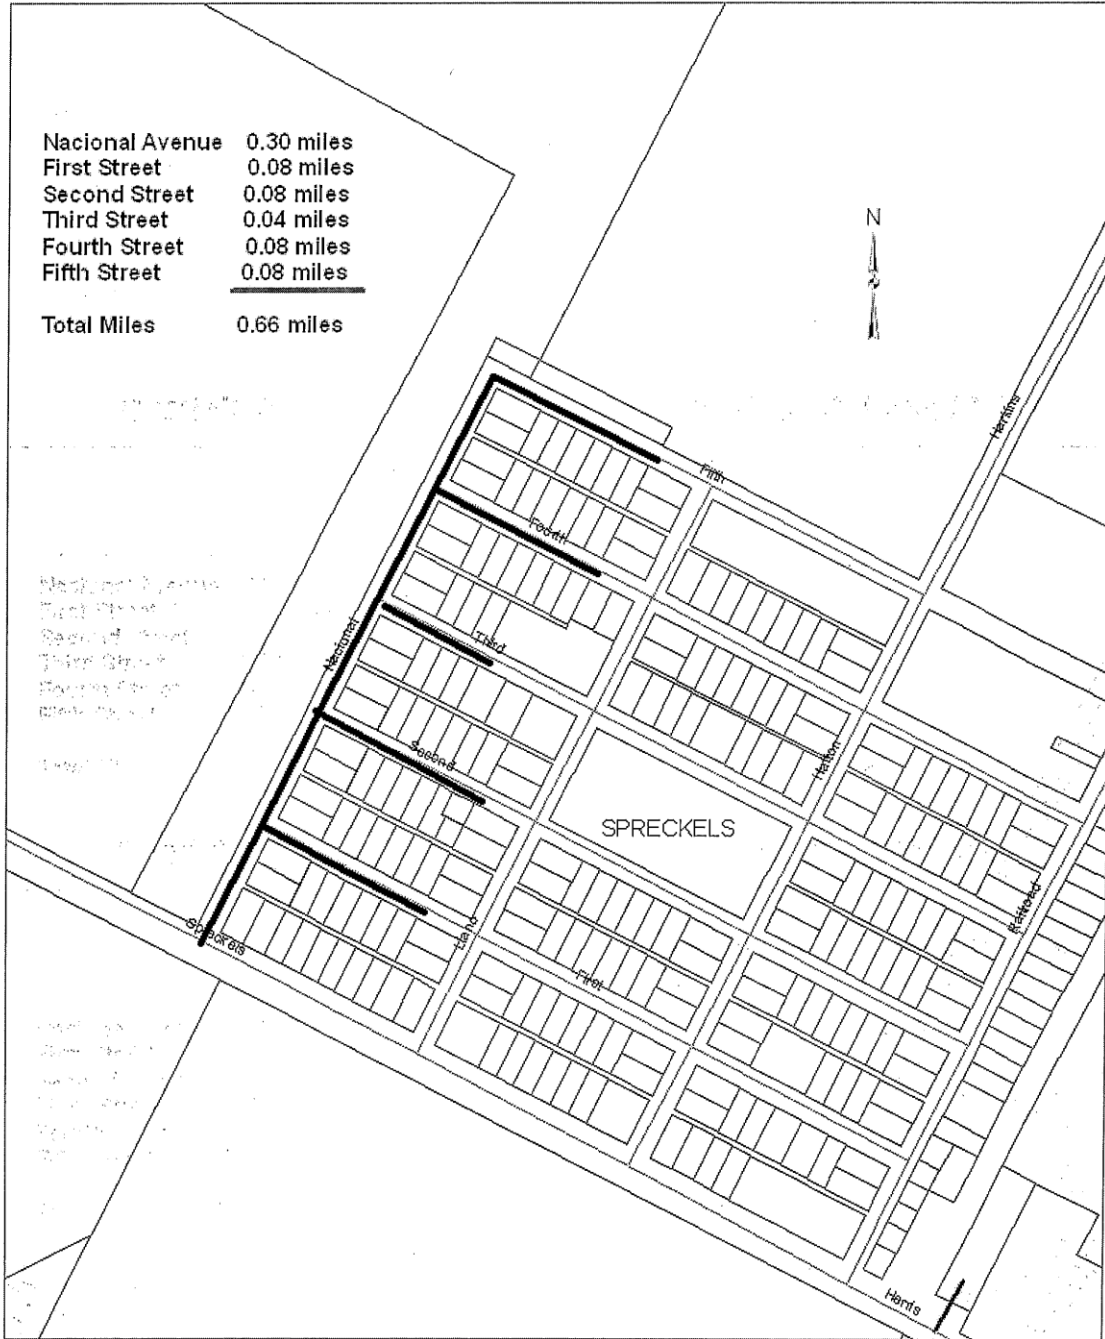 Nacional Avenue 0.30 miles
First Street 0.08 miles
Second Street 0.08 miles
Third Street 0.04 miles
Fourth Street 0.08 miles
Fifth Street 0.08 miles
Total Miles 0.66 miles
N
Harkins
Fifth
Fourth
Third
Nacional
Second
Hatton
SPRECKELS
Railroad
Llano
Spreckels
First
Harris